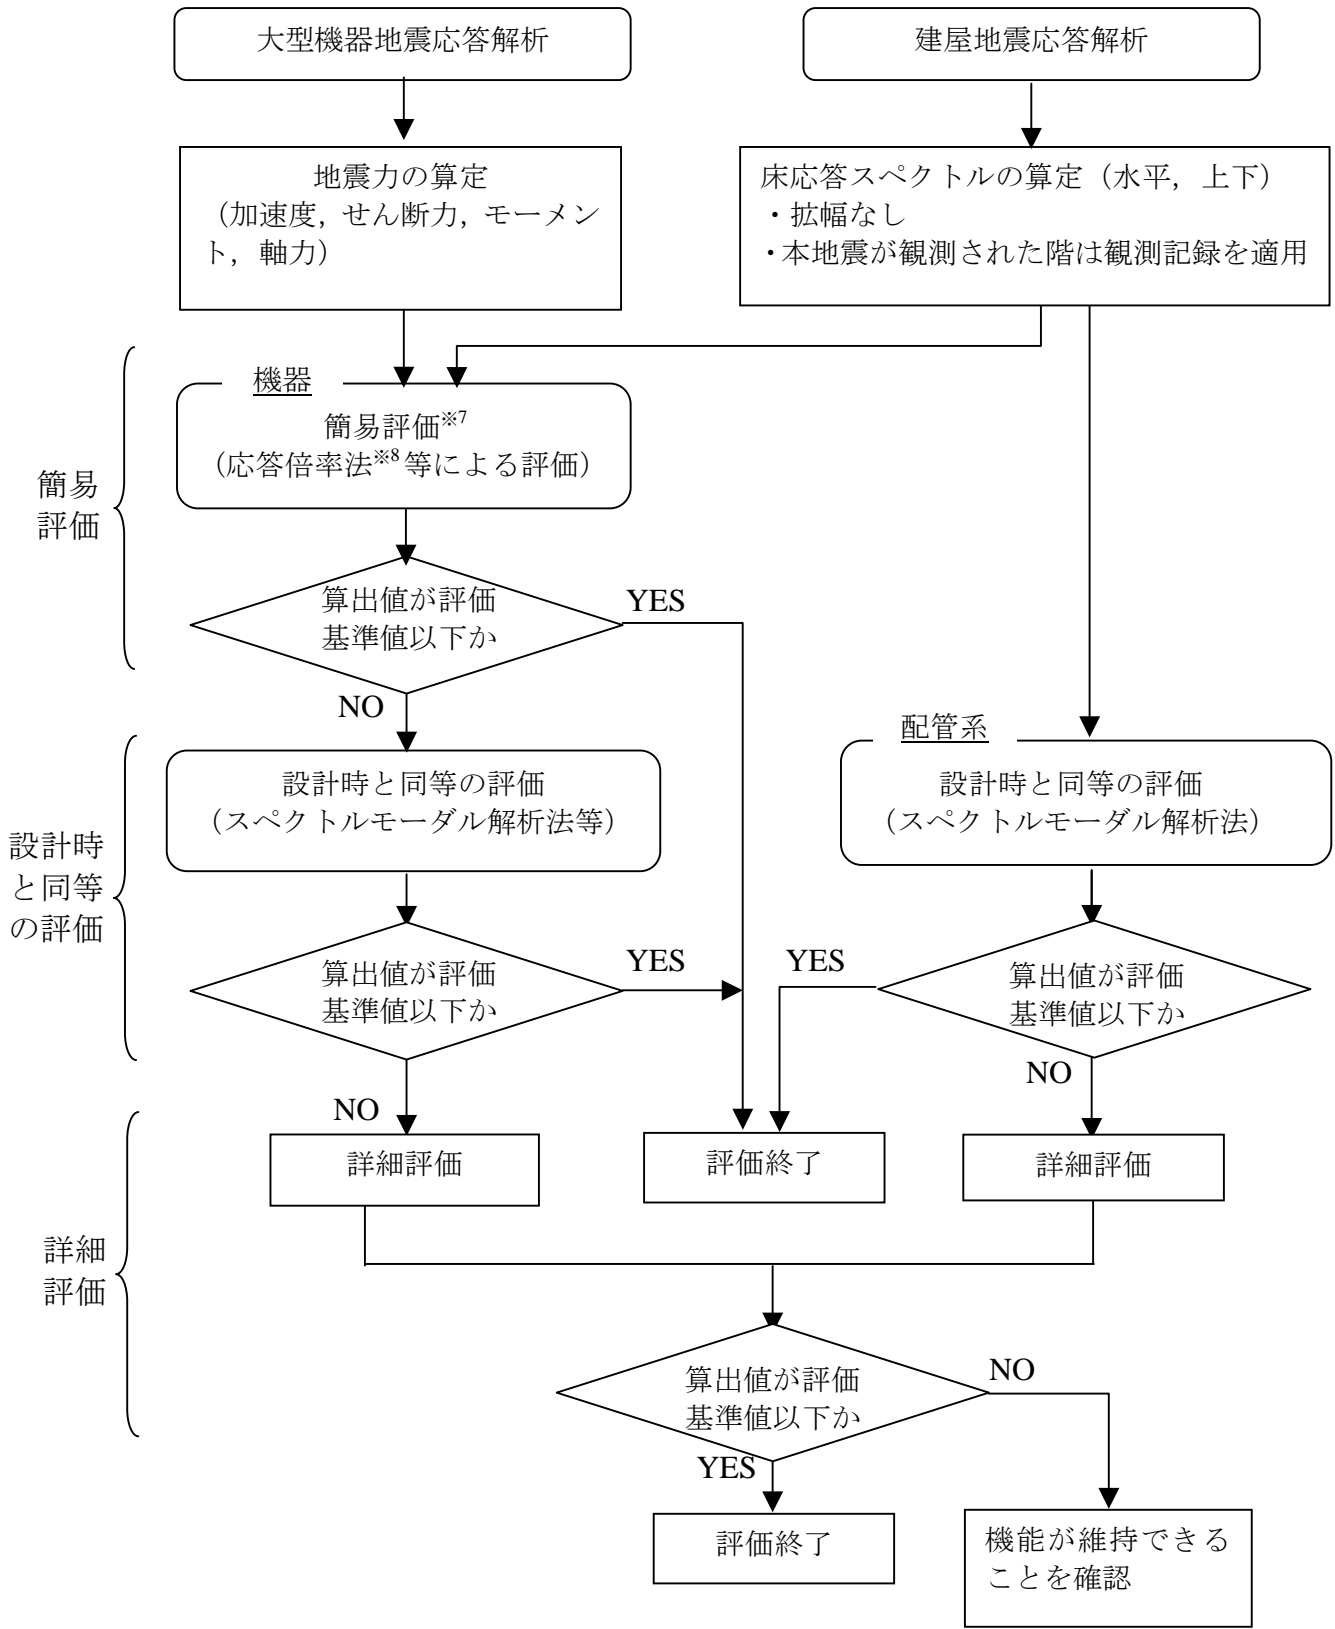 大型機器地震応答解析
建屋地震応答解析
地震力の算定
（加速度，せん断力，モーメン
ト，軸力）
床応答スペクトルの算定（水平，上下）
・拡幅なし
・本地震が観測された階は観測記録を適用
機器
簡易評価※7
（応答倍率法※8等による評価）
簡易
評価
算出値が評価
基準値以下か
YES
NO
配管系
設計時と同等の評価
（スペクトルモーダル解析法等）
設計時と同等の評価
（スペクトルモーダル解析法）
設計時
と同等
の評価
算出値が評価
基準値以下か
YES
YES
算出値が評価
基準値以下か
NO
NO
詳細評価
評価終了
詳細評価
詳細
評価
算出値が評価
基準値以下か
NO
YES
評価終了
機能が維持できる
ことを確認